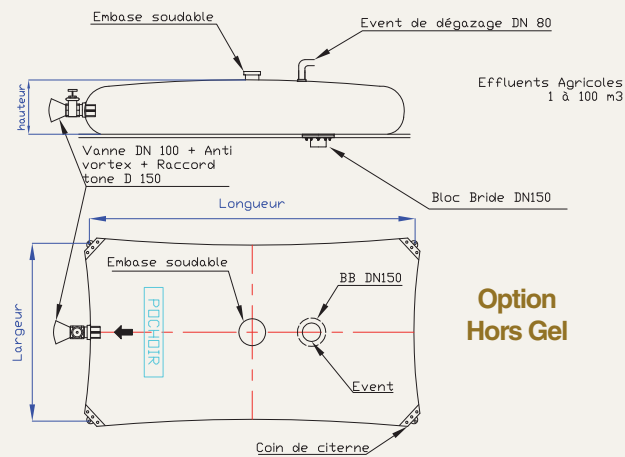 Embase soudable
Event de dégazage DN 80
Effluents Agricoles
1 à 100 m3
hauteur
Vanne DN 100 + Anti
vortex + Raccord
tone D 150
Bloc Bride DN150
Longueur
Embase soudable
BB DN150
POCHOIR
Largeur
Event
Coin de citerne
Option
Hors Gel